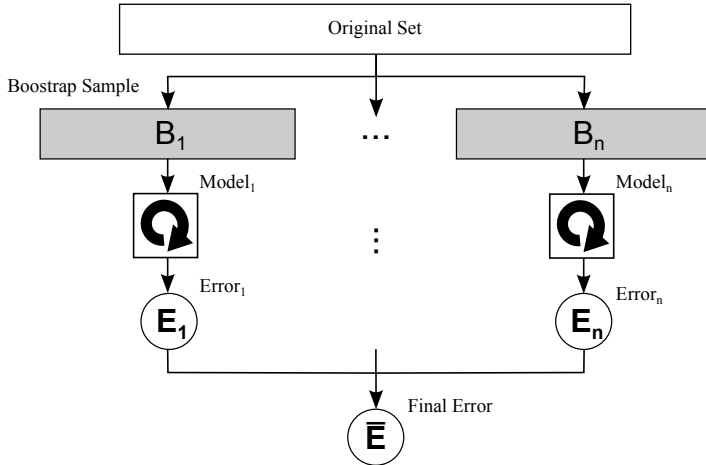 Original Set
Boostrap Sample
B₁ ... Bₙ
Model₁ Modelₙ
...
Error₁ Errorₙ
E₁ Eₙ
Final Error
E̅